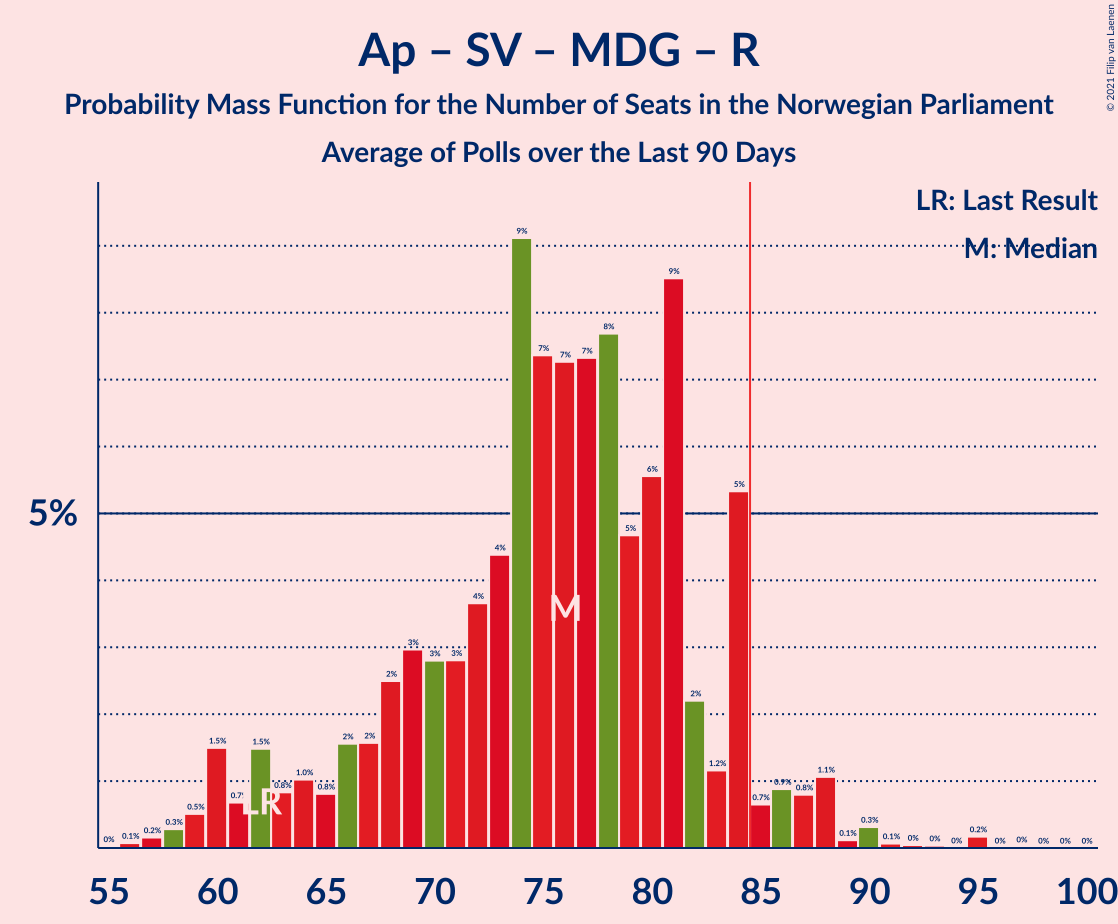 Ap – SV – MDG – R
Probability Mass Function for the Number of Seats in the Norwegian Parliament
Average of Polls over the Last 90 Days
© 2021 Filip van Laenen
LR: Last Result
M: Median
5%
0% 0.1% 0.2% 0.3% 0.5% 1.5% 0.7% 1.5% 0.8% 1.0% 0.8% 2% 2% 2% 3% 3% 3% 4% 4% 9% 7% 7% 7% 8% 5% 6% 9% 2% 1.2% 5% 0.7% 0.9% 0.8% 1.1% 0.1% 0.3% 0.1% 0% 0% 0% 0.2% 0% 0% 0% 0% 0%
LR
M
55 60 65 70 75 80 85 90 95 100